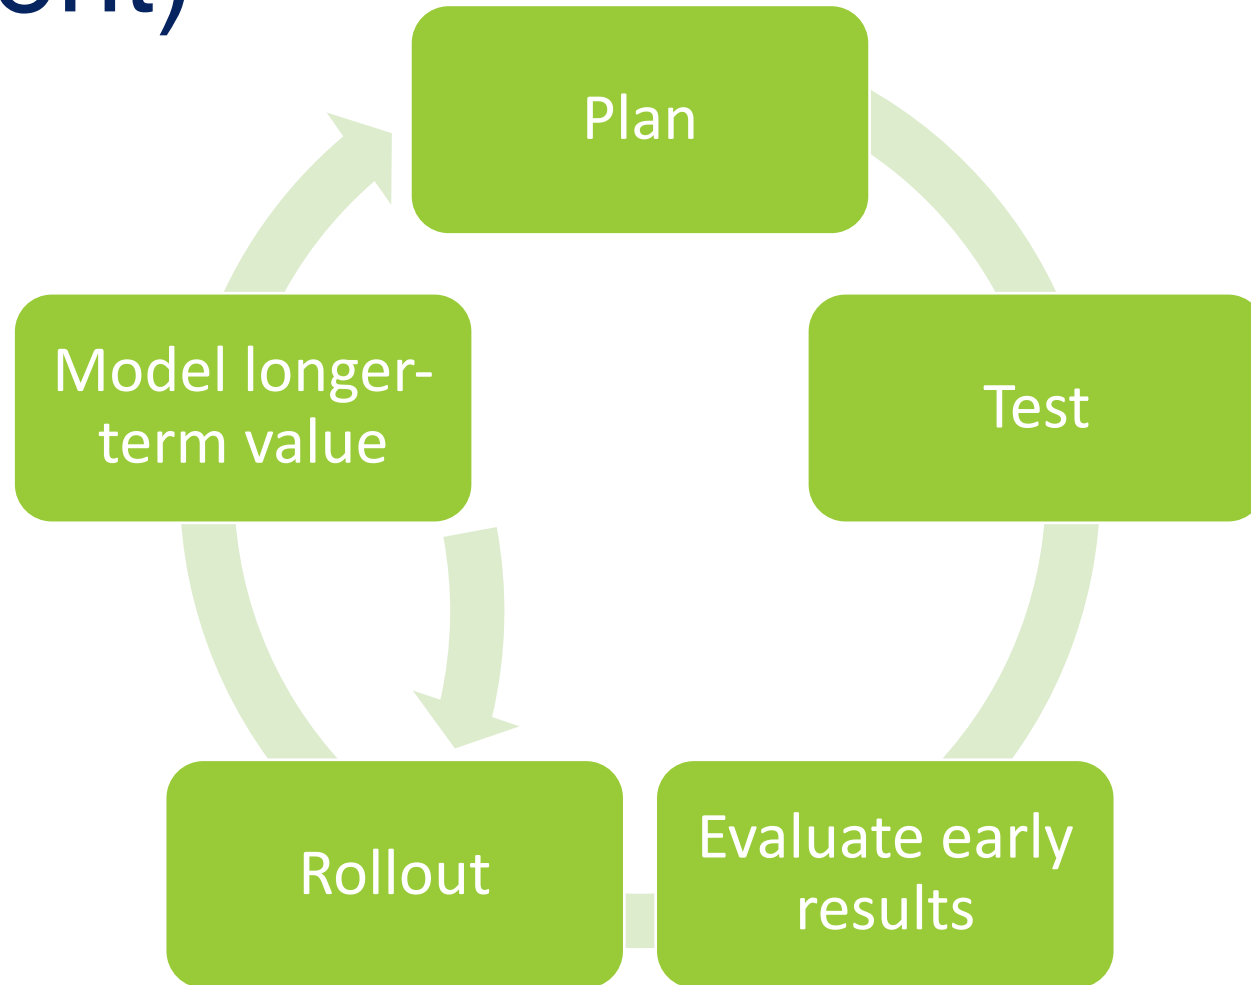 Plan
Test
Evaluate early
results
Rollout
Model longer-
term value